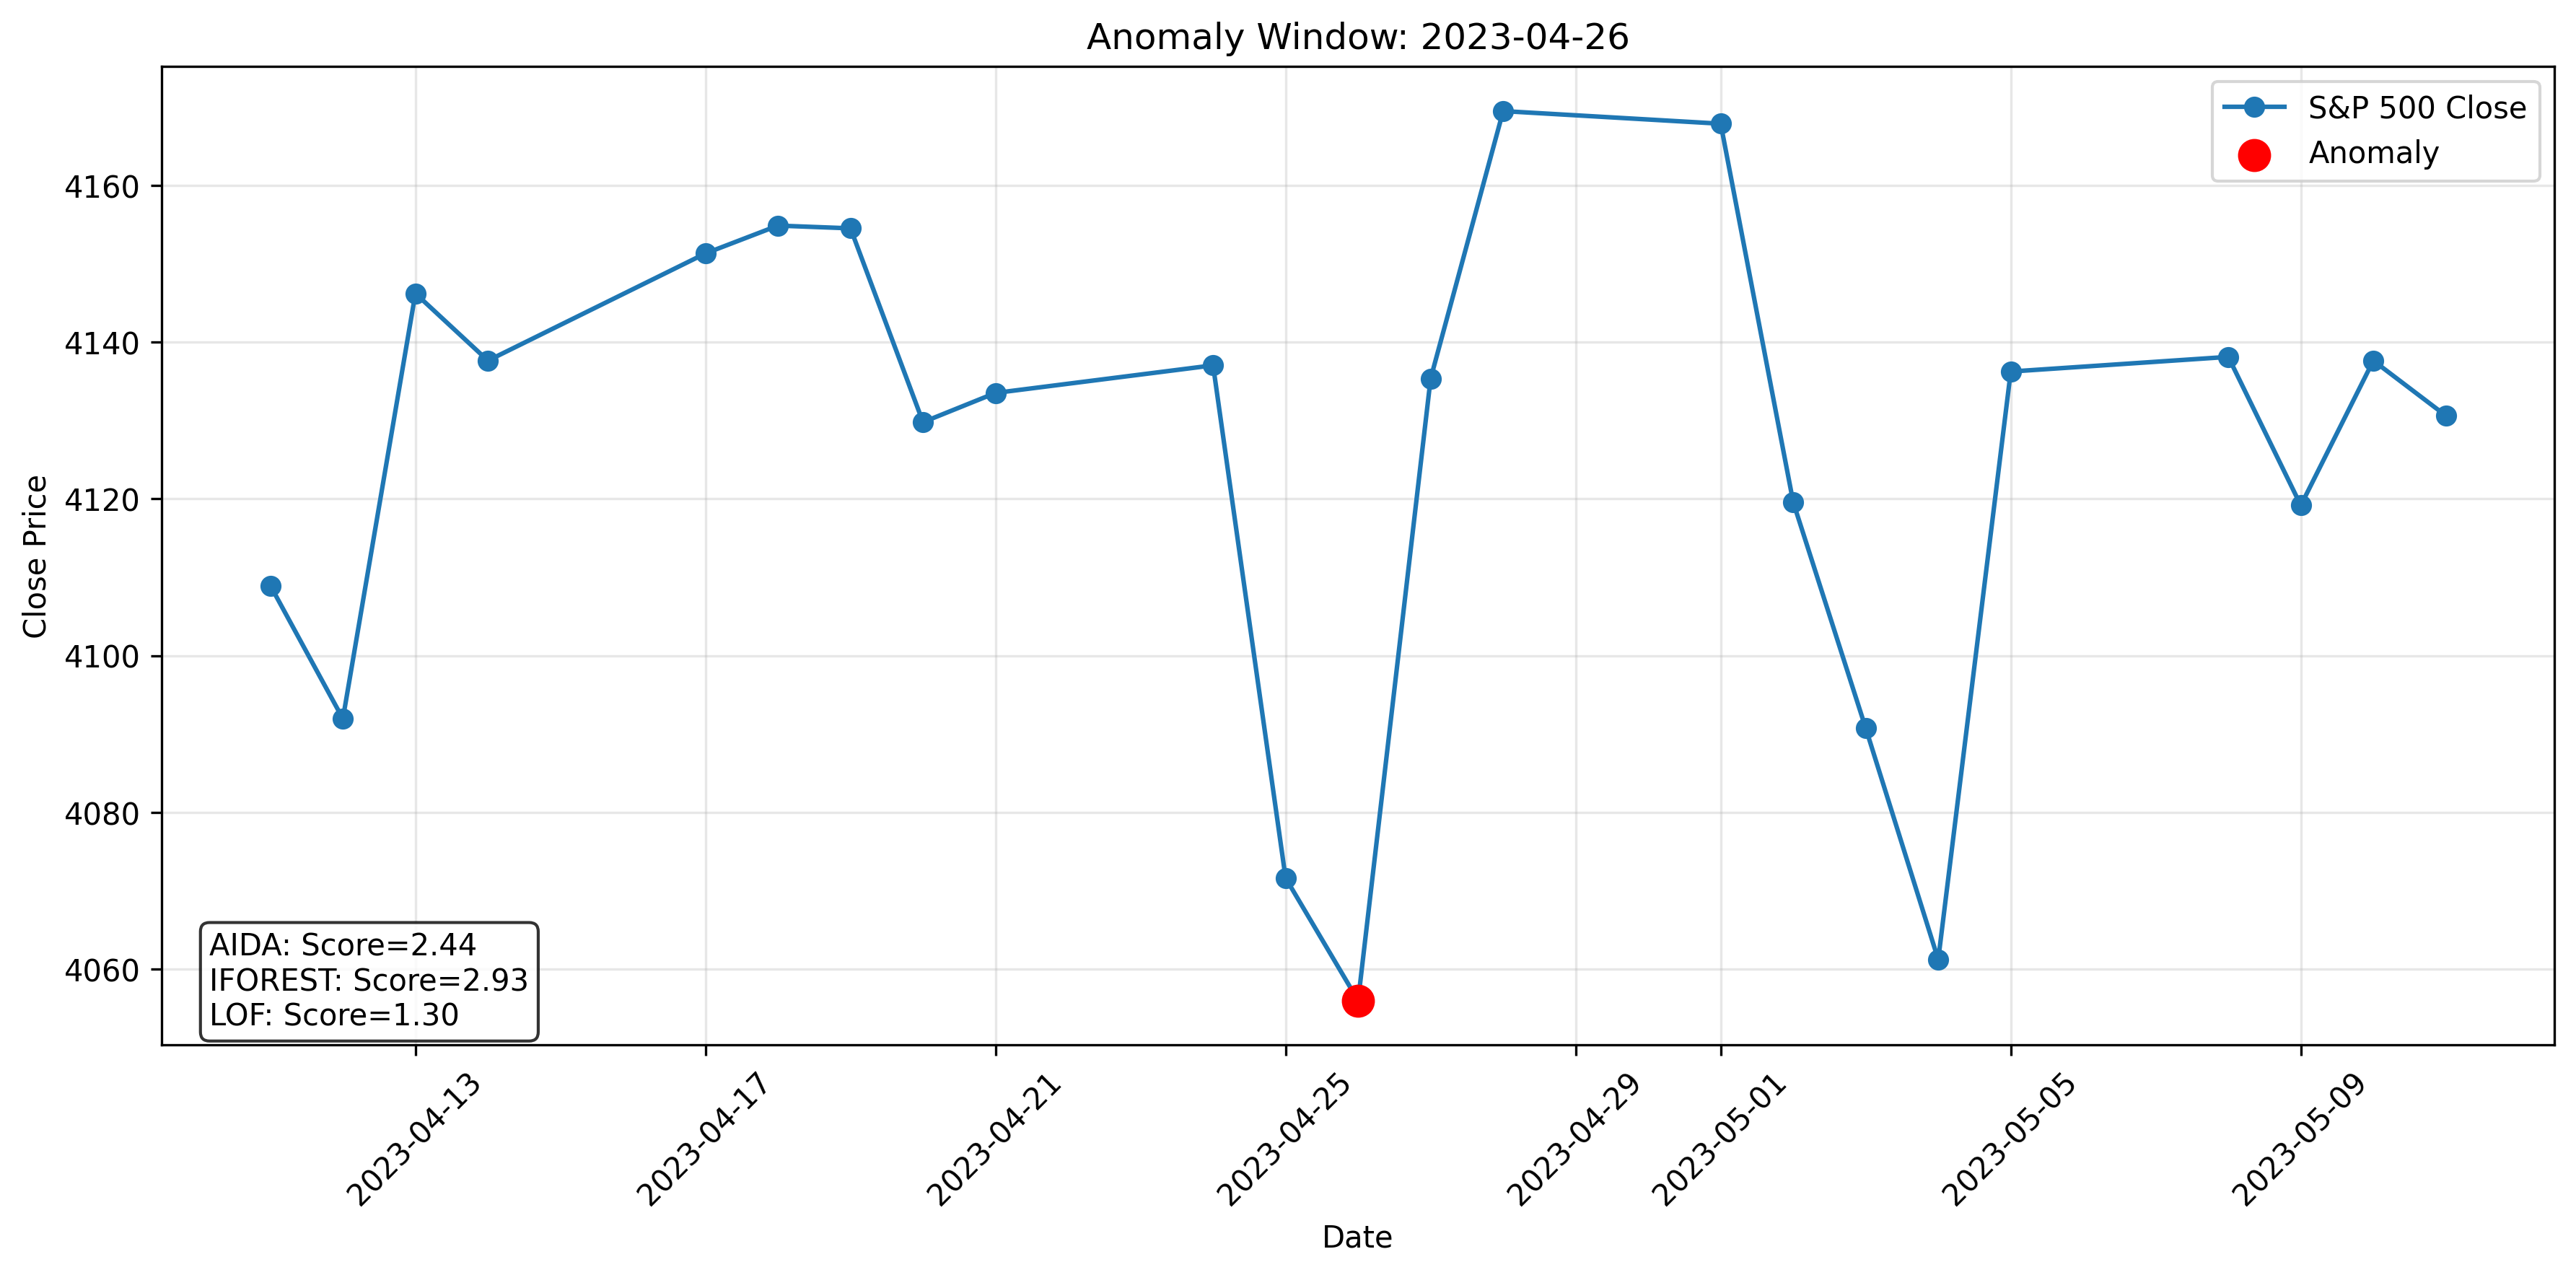 Anomaly Window: 2023-04-26
S&P 500 Close
Anomaly
Close Price
4160
4140
4120
4100
4080
4060
AIDA: Score=2.44
IFOREST: Score=2.93
LOF: Score=1.30
2023-04-13
2023-04-17
2023-04-21
2023-04-25
2023-04-29
2023-05-01
2023-05-05
2023-05-09
Date